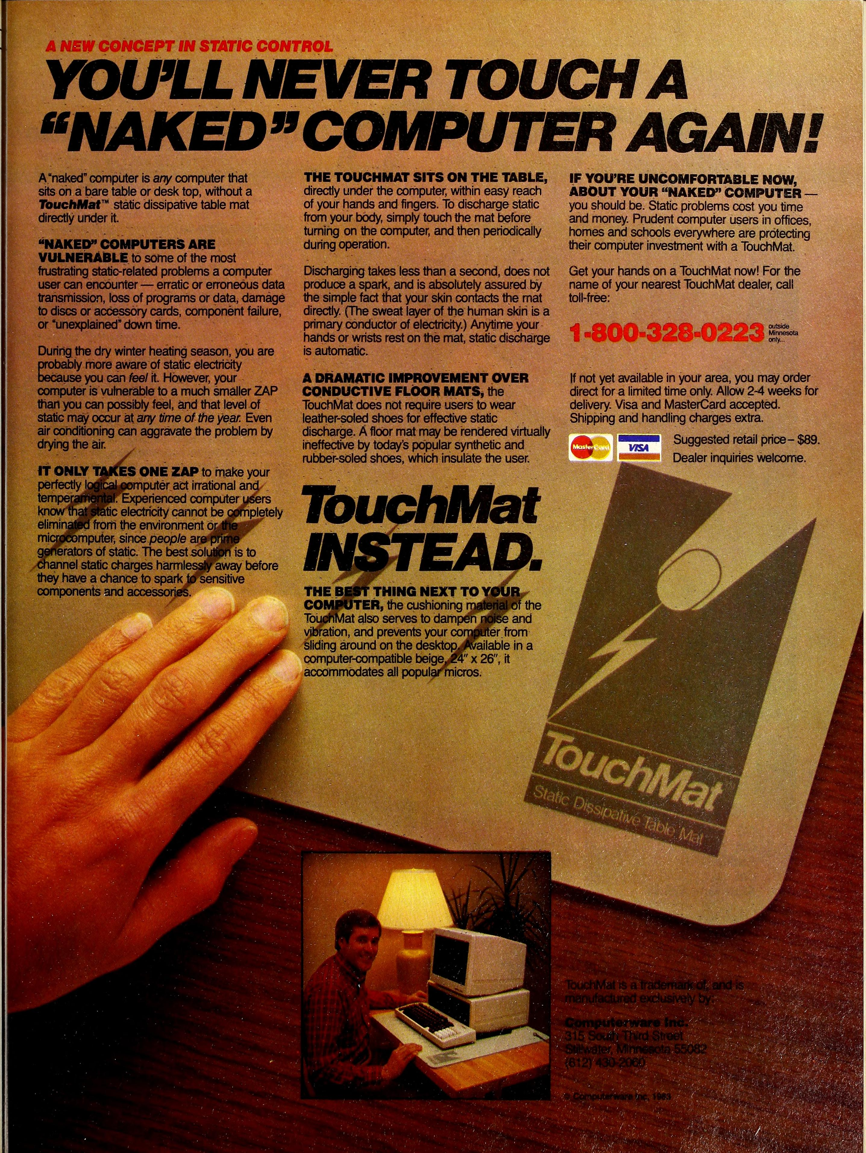 A NEW CONCEPT IN STATIC CONTROL
YOU'LL NEVER TOUCH A
“NAKED” COMPUTER AGAIN!
A “naked” computer is any computer that
sits on a bare table or desk top, without a
TouchMat™ static dissipative table mat
directly under it.
“NAKED” COMPUTERS ARE
VULNERABLE to some of the most
frustrating static-related problems a computer
user can encounter — erratic or erroneous data
transmission, loss of programs or data, damage
to discs or accessory cards, component failure,
or “unexplained” down time.
During the dry winter heating season, you are
probably more aware of static electricity
because you can feel it. However, your
computer is vulnerable to a much smaller ZAP
than you can possibly feel, and that level of
static may occur at any time of the year. Even
air conditioning can aggravate the problem by
drying the air.
IT ONLY TAKES ONE ZAP to make your
perfectly logical computer act irrational and
temperamental. Experienced computer users
know that static electricity cannot be completely
eliminated from the environment or the
microcomputer, since people are prime
generators of static. The best solution is to
channel static charges harmlessly away before
they have a chance to spark to sensitive
components and accessories.
THE TOUCHMAT SITS ON THE TABLE,
directly under the computer, within easy reach
of your hands and fingers. To discharge static
from your body, simply touch the mat before
turning on the computer, and then periodically
during operation.
Discharging takes less than a second, does not
produce a spark, and is absolutely assured by
the simple fact that your skin contacts the mat
directly. (The sweat layer of the human skin is a
primary conductor of electricity.) Anytime your
hands or wrists rest on the mat, static discharge
is automatic.
A DRAMATIC IMPROVEMENT OVER
CONDUCTIVE FLOOR MATS, the
TouchMat does not require users to wear
leather-soled shoes for effective static
discharge. A floor mat may be rendered virtually
ineffective by today's popular synthetic and
rubber-soled shoes, which insulate the user.
TouchMat
INSTEAD.
THE BEST THING NEXT TO YOUR
COMPUTER, the cushioning material of the
TouchMat also serves to dampen noise and
vibration, and prevents your computer from
sliding around on the desktop. Available in a
computer-compatible beige, 24″ x 26″, it
accommodates all popular micros.
IF YOU'RE UNCOMFORTABLE NOW,
ABOUT YOUR “NAKED” COMPUTER —
you should be. Static problems cost you time
and money. Prudent computer users in offices,
homes and schools everywhere are protecting
their computer investment with a TouchMat.
Get your hands on a TouchMat now! For the
name of your nearest TouchMat dealer, call
toll-free:
1-800-328-0223 outside
Minnesota
only...
If not yet available in your area, you may order
direct for a limited time only. Allow 2-4 weeks for
delivery. Visa and MasterCard accepted.
Shipping and handling charges extra.
MasterCard VISA
Suggested retail price – $89.
Dealer inquiries welcome.
TouchMat
Static Dissipative Table Mat
TouchMat is a trademark of, and is
manufactured exclusively by:
Computerware Inc.
315 South Third Street
Stillwater, Minnesota 55082
(612) 430-2060
© Computerware Inc.